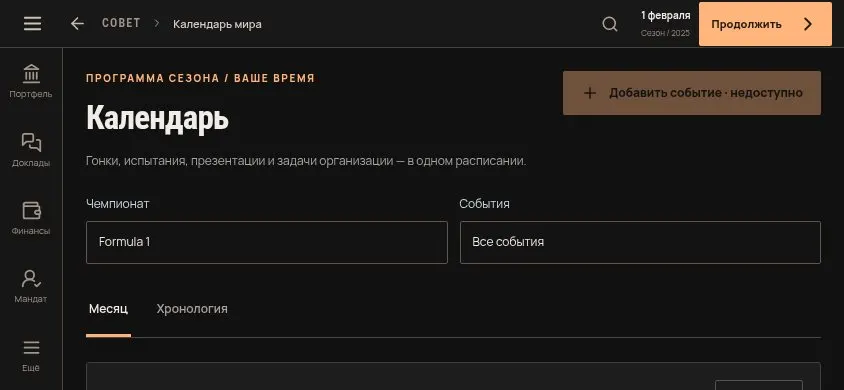 СОВЕТ
Календарь мира
1 февраля
Сезон / 2025
Продолжить
Портфель
Доклады
Финансы
Мандат
Ещё
ПРОГРАММА СЕЗОНА / ВАШЕ ВРЕМЯ
Добавить событие · недоступно
Календарь
Гонки, испытания, презентации и задачи организации — в одном расписании.
Чемпионат
События
Formula 1
Все события
Месяц
Хронология